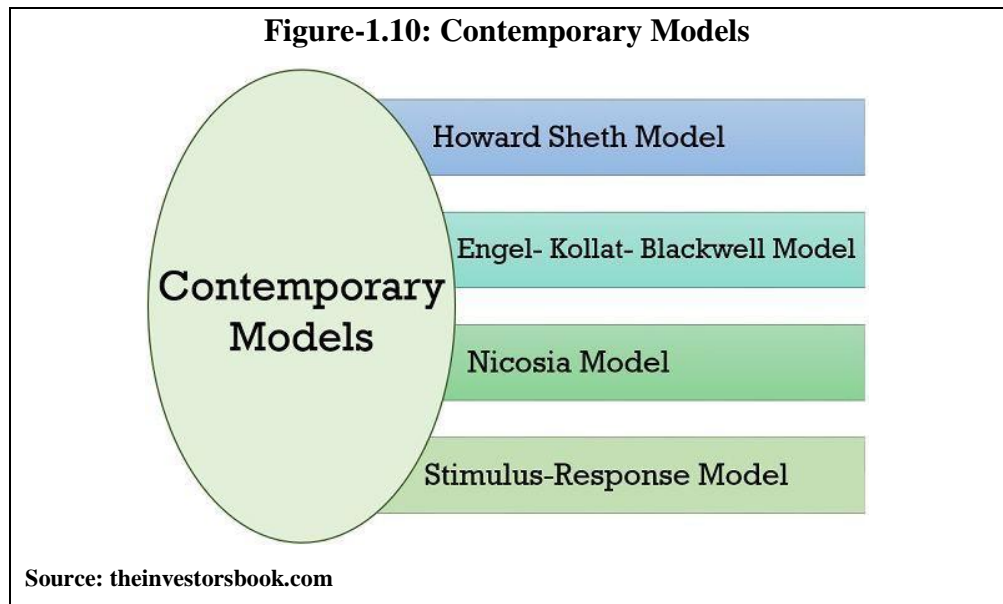 Figure-1.10: Contemporary Models
Contemporary
Models
Howard Sheth Model
Engel- Kollat- Blackwell Model
Nicosia Model
Stimulus-Response Model
Source: theinvestorsbook.com